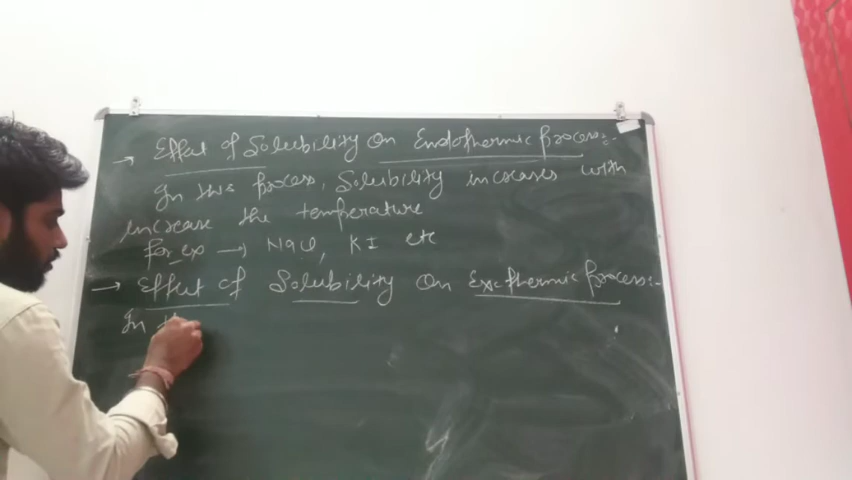 → Effect of Solubility On Endothermic process:-
In this process, Solubility increases with
increase the temperature
for ex → NaCl, KI etc
→ Effect of Solubility On Exothermic process:-
In